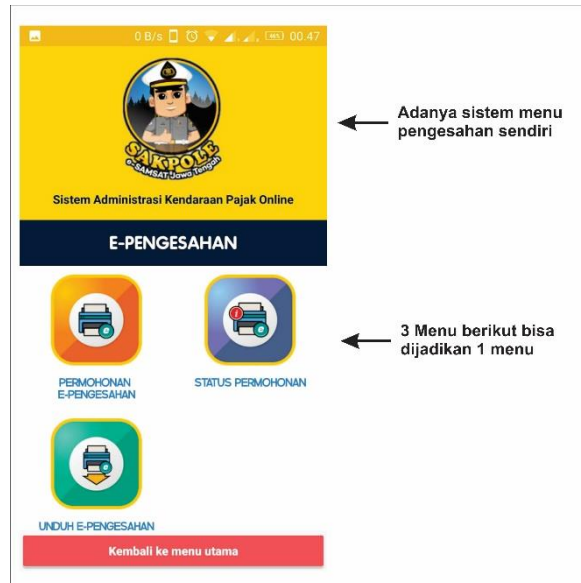 0 B/s 00.47
Adanya sistem menu
pengesahan sendiri
SAKPOLE
e-SAMSAT Jawa Tengah
Sistem Administrasi Kendaraan Pajak Online
E-PENGESAHAN
3 Menu berikut bisa
dijadikan 1 menu
PERMOHONAN
E-PENGESAHAN
STATUS PERMOHONAN
UNDUH E-PENGESAHAN
Kembali ke menu utama